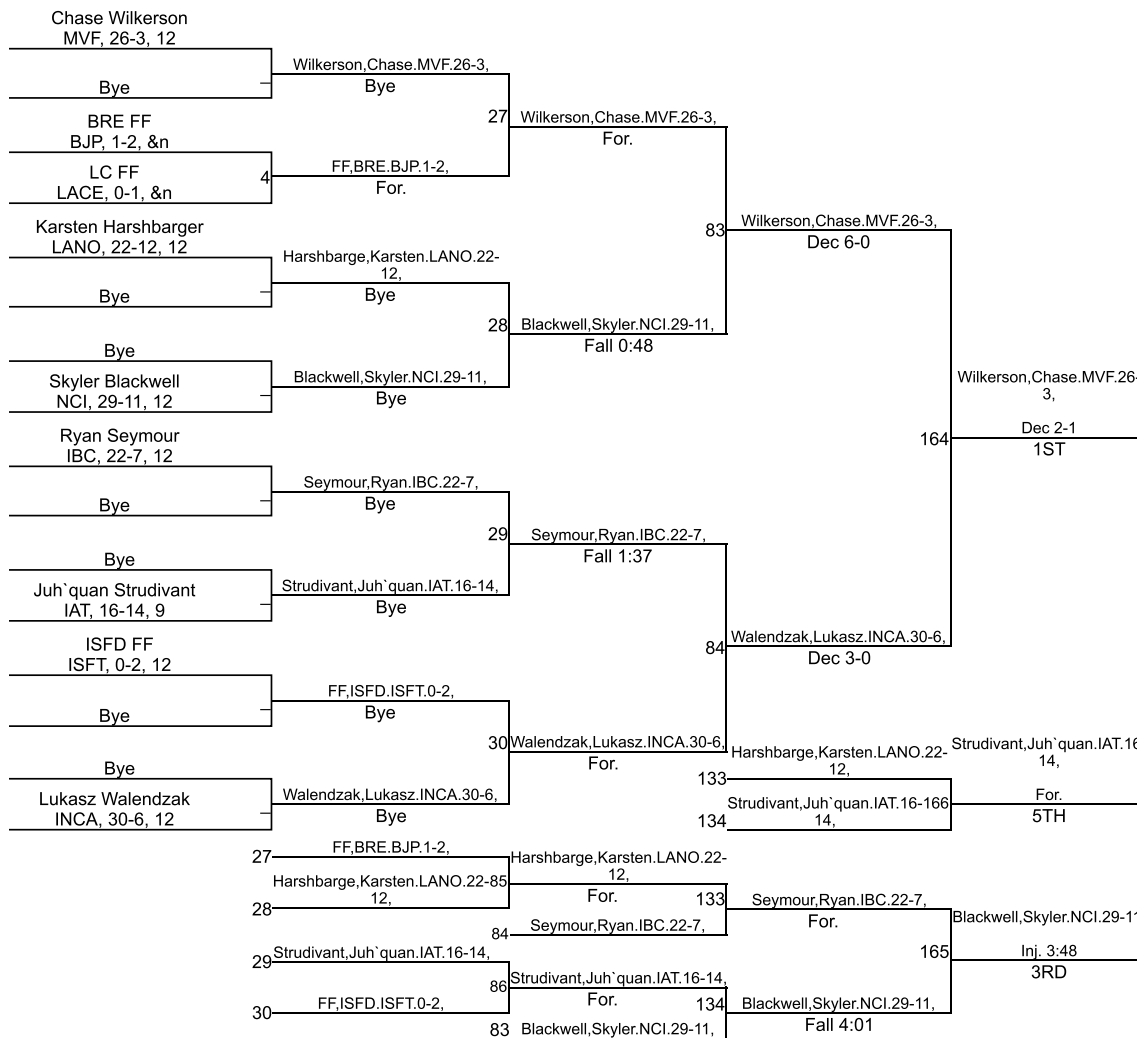 Chase Wilkerson
MVF, 26-3, 12
Wilkerson,Chase.MVF.26-3,
Bye
Bye
BRE FF
BJP, 1-2, &n
27
Wilkerson,Chase.MVF.26-3,
For.
LC FF
LACE, 0-1, &n
4
FF,BRE.BJP.1-2,
For.
Karsten Harshbarger
LANO, 22-12, 12
83
Wilkerson,Chase.MVF.26-3,
Dec 6-0
Harshbarge,Karsten.LANO.22-
12,
Bye
Bye
28
Blackwell,Skyler.NCI.29-11,
Fall 0:48
Bye
Skyler Blackwell
NCI, 29-11, 12
Blackwell,Skyler.NCI.29-11,
Bye
Wilkerson,Chase.MVF.26-
3,
Dec 2-1
1ST
164
Ryan Seymour
IBC, 22-7, 12
Seymour,Ryan.IBC.22-7,
Bye
Bye
29
Seymour,Ryan.IBC.22-7,
Fall 1:37
Bye
Juh`quan Strudivant
IAT, 16-14, 9
Strudivant,Juh`quan.IAT.16-14,
Bye
ISFD FF
ISFT, 0-2, 12
84
Walendzak,Lukasz.INCA.30-6,
Dec 3-0
FF,ISFD.ISFT.0-2,
Bye
Bye
30
Walendzak,Lukasz.INCA.30-6,
For.
Bye
Lukasz Walendzak
INCA, 30-6, 12
Walendzak,Lukasz.INCA.30-6,
Bye
Harshbarge,Karsten.LANO.22-
12,
133
Strudivant,Juh`quan.IAT.16-
14,
134
166
Strudivant,Juh`quan.IAT.16
14,
For.
5TH
27
FF,BRE.BJP.1-2,
Harshbarge,Karsten.LANO.22-
12,
28
85
Harshbarge,Karsten.LANO.22-
12,
For.
84
Seymour,Ryan.IBC.22-7,
133
Seymour,Ryan.IBC.22-7,
For.
29
Strudivant,Juh`quan.IAT.16-14,
30
FF,ISFD.ISFT.0-2,
86
Strudivant,Juh`quan.IAT.16-14,
For.
83
Blackwell,Skyler.NCI.29-11,
134
Blackwell,Skyler.NCI.29-11,
Fall 4:01
165
Blackwell,Skyler.NCI.29-11
Inj. 3:48
3RD